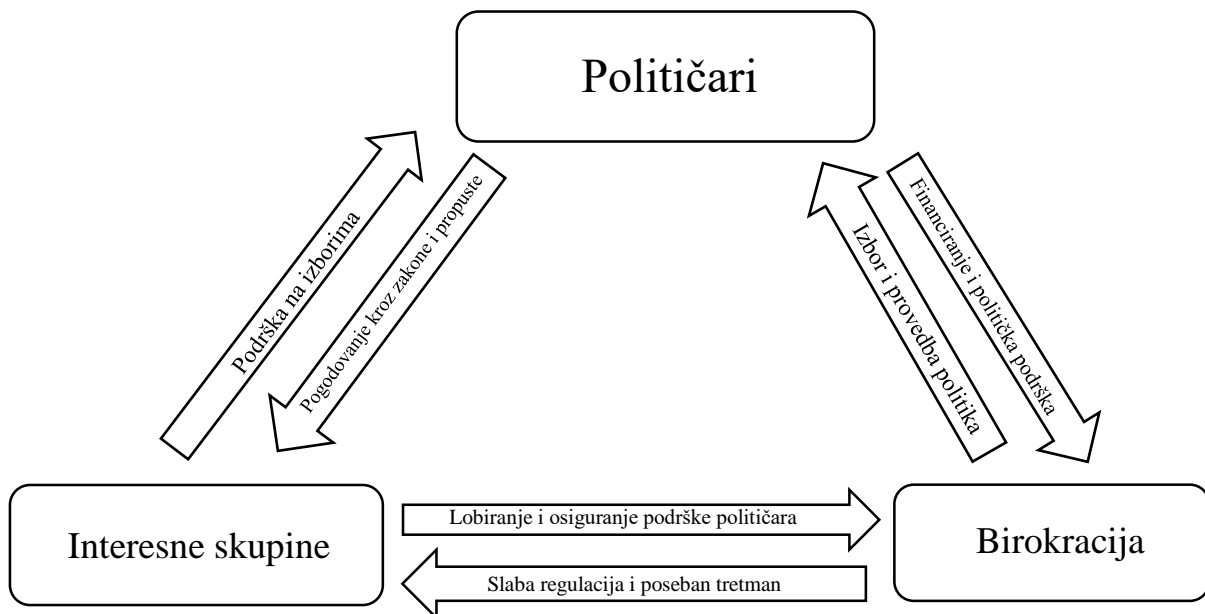 Političari
Podrška na izborima
Pogodovanje kroz zakone i propuste
Izbor i provedba politika
Financiranje i politička podrška
Interesne skupine
Lobiranje i osiguranje podrške političara
Slaba regulacija i poseban tretman
Birokracija